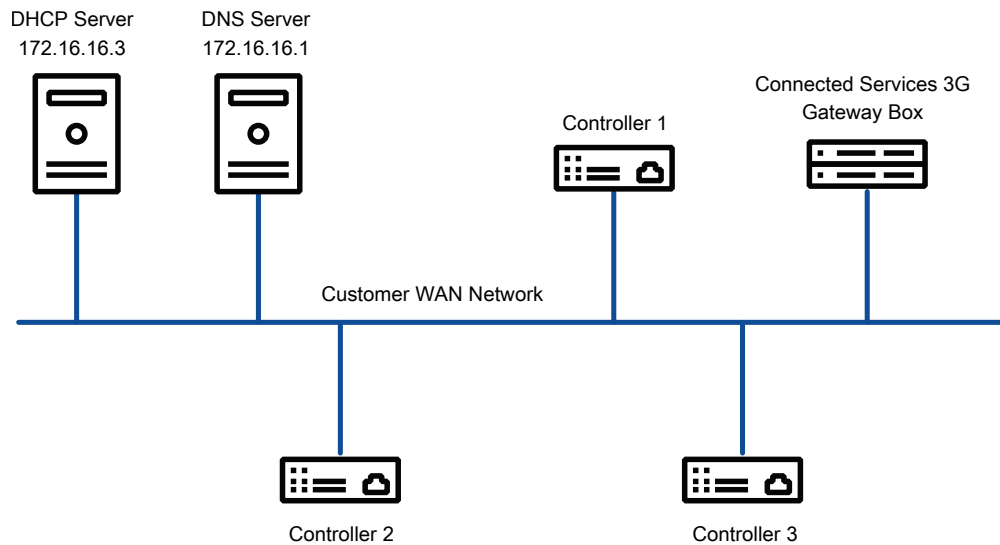 DHCP Server
172.16.16.3
DNS Server
172.16.16.1
Connected Services 3G
Gateway Box
Controller 1
Customer WAN Network
Controller 2
Controller 3